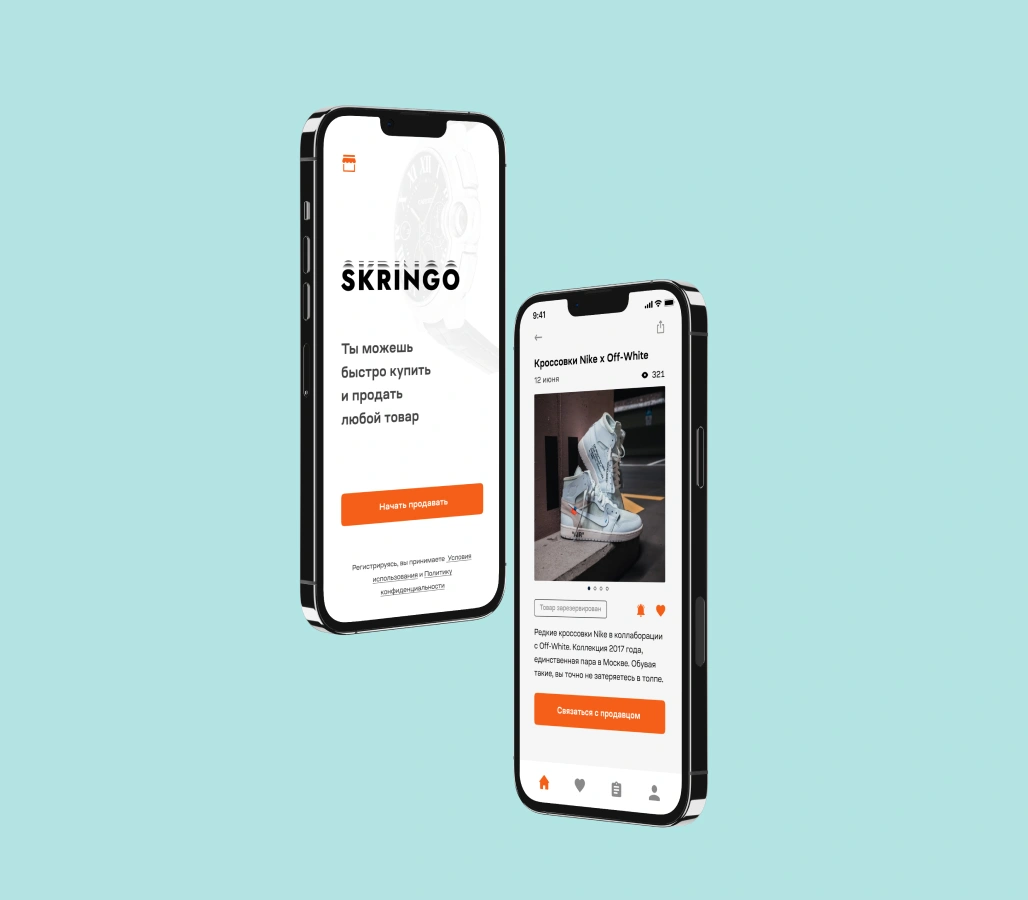 SKRINGO
Ты можешь
быстро купить
и продать
любой товар
Начать продавать
Регистрируясь, вы принимаете Условия
использования и Политику
конфиденциальности
9:41
Кроссовки Nike x Off-White
12 июня
321
Товар зарезервирован
Редкие кроссовки Nike в коллаборации
с Off-White. Коллекция 2017 года,
единственная пара в Москве. Обувая
такие, вы точно не затеряетесь в толпе.
Связаться с продавцом